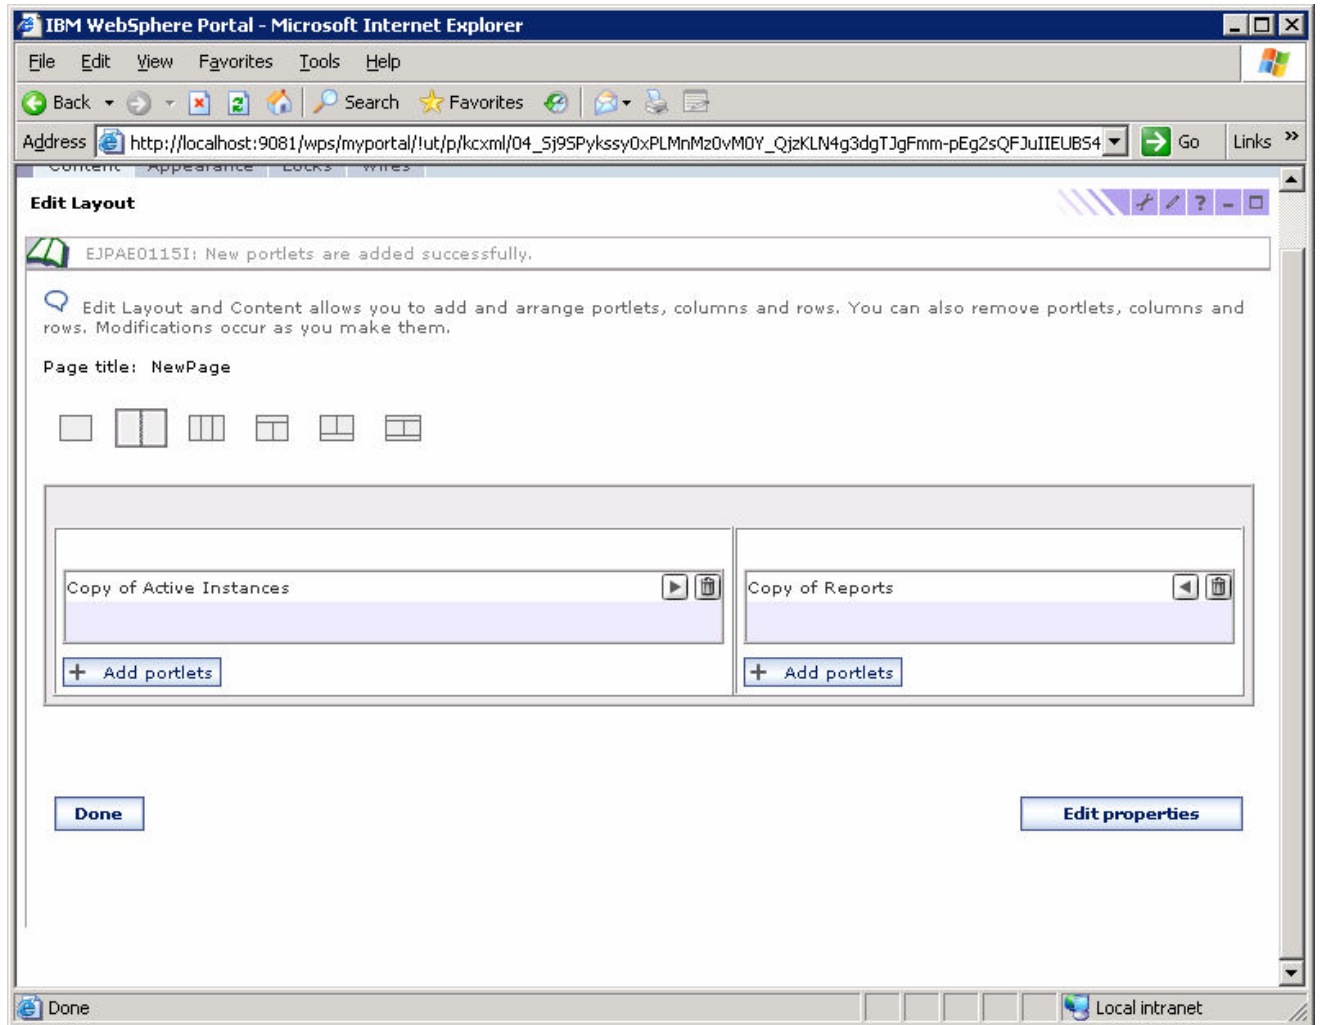 IBM WebSphere Portal - Microsoft Internet Explorer
File Edit View Favorites Tools Help
Back Search Favorites
Address http://localhost:9081/wps/myportal/!ut/p/kcxml/04_Sj9SPykssy0xPLMnMz0vM0Y_QjzKLN4g3dgTJgFmm-pEg2sQFJuIIEUBS4 Go Links »
Content Appearance Locks Wires
Edit Layout
EJPAE0115I: New portlets are added successfully.
Edit Layout and Content allows you to add and arrange portlets, columns and rows. You can also remove portlets, columns and
rows. Modifications occur as you make them.
Page title: NewPage
Copy of Active Instances Copy of Reports
+ Add portlets + Add portlets
Done Edit properties
Done Local intranet